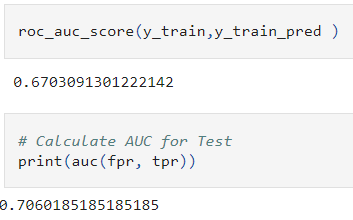 roc_auc_score(y_train,y_train_pred )
0.6703091301222142
# Calculate AUC for Test
print(auc(fpr, tpr))
0.7060185185185185